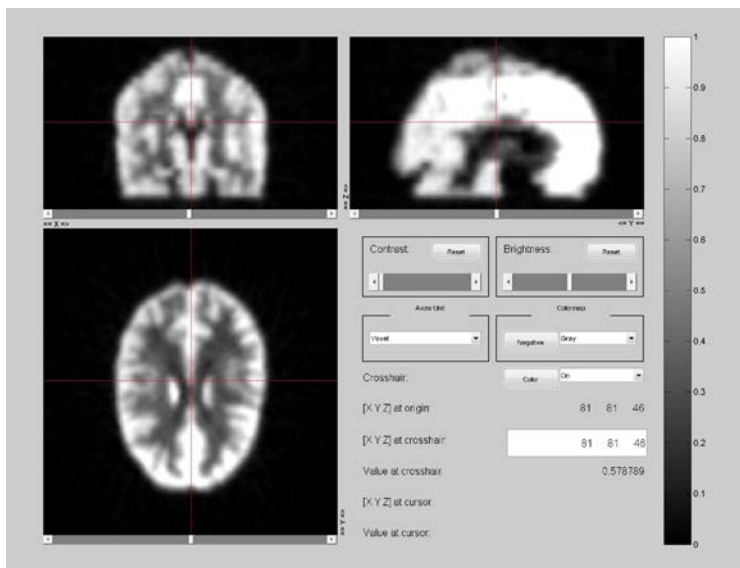 1
0.9
0.8
0.7
0.6
0.5
0.4
0.3
0.2
0.1
0
<= Z =>
<= X =>
<= Y =>
Contrast: Reset
Brightness: Reset
Axes Unit
Voxel
Colormap
Negative Gray
Crosshair: Color On
[X Y Z] at origin: 81 81 46
[X Y Z] at crosshair: 81 81 46
Value at crosshair: 0.578789
[X Y Z] at cursor:
Value at cursor:
<= Y =>